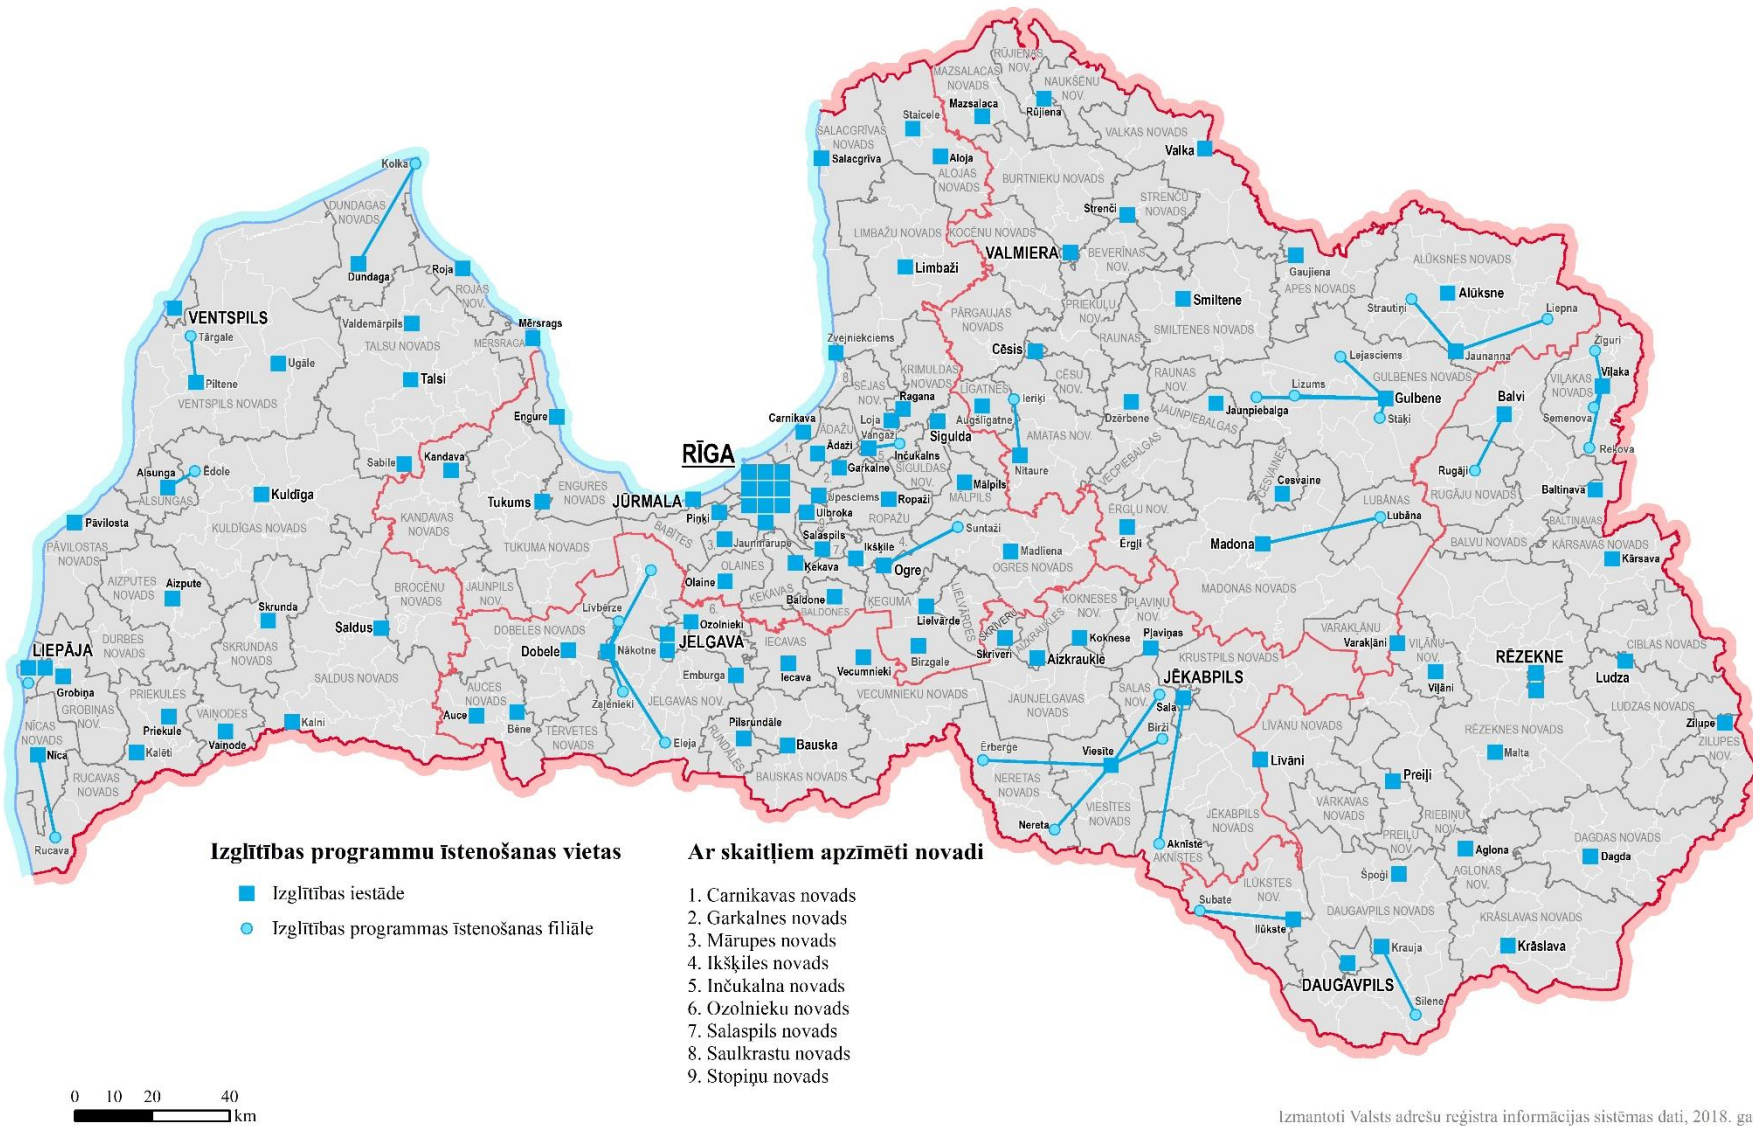 RŪJIENAS
NOV.
MAZSALACAS
NOVADS
NAUKŠĒNU
NOV.
Mazsalaca
Rūjiena
Staicele
SALACGRĪVAS
NOVADS
VALKAS NOVADS
Valka
Salacgrīva
Aloja
ALOJAS
NOVADS
Kolka
BURTNIEKU NOVADS
DUNDAGAS
NOVADS
Strenči
STRENČU
NOVADS
LIMBAŽU NOVADS
KOCĒNU NOVADS
VALMIERA
BEVERĪNAS
NOV.
Limbaži
Dundaga
Roja
ROJAS
NOV.
Gaujiena
APES NOVADS
ALŪKSNES NOVADS
Alūksne
Smiltene
SMILTENES NOVADS
PRIEKUĻU
NOV.
PĀRGAUJAS
NOVADS
Strautiņi
Liepna
VENTSPILS
Tārgale
Valdemārpils
TALSU NOVADS
Mērsrags
MĒRSRAGA
Zvejniekciems
RAUNAS
Cēsis
Jaunanna
Žiguri
Lejasciems
GULBENES NOVADS
Ugāle
Piltene
VENTSPILS NOVADS
Talsi
8.
SĒJAS
NOV.
KRIMULDAS
NOVADS
LĪGATNES
CĒSU
NOV.
RAUNAS
NOV.
Lizums
Gulbene
VIĻAKAS
NOVADS
Viļaka
Balvi
Ragana
Ieriķi
Augšlīgatne
Dzērbene
Jaunpiebalga
JAUNPIEBALGAS
Stāķi
Semenova
Engure
Carnikava
Loja
Sigulda
ĀDAŽU
Vangaži
AMATAS NOV.
1.
Ādaži
Inčukalns
5.
RĪGA
Garkalne
SIGULDAS
NOV.
Nītaure
VECPIEBALGAS
Rekova
Sabile
Kandava
Alsunga
Ēdole
ALSUNGAS
Kuldīga
KULDĪGAS NOVADS
ENGURES
NOVADS
Tukums
JŪRMALA
2.
Upesciems
Ropaži
Mālpils
MĀLPILS
CESVAINES
Cesvaine
Rugāji
RUGĀJU NOV.
Baltinava
BALTINAVAS
LUBĀNAS
Lubāna
Pāvilosta
PĀVILOSTAS
NOVADS
KANDAVAS
NOVADS
TUKUMA NOVADS
BABĪTES
Piņķi
Ulbroka
9.
ROPAŽU
Suntaži
ĒRGĻU NOV.
Ērgļi
Madona
BALVU NOVADS
KĀRSAVAS NOVADS
Kārsava
3.
Jaunmārupe
Salaspils
7.
Ikšķile
4.
Madliena
OGRES NOVADS
Ķekava
Ogre
AIZPUTES
NOVADS
Aizpute
BROCĒNU
NOVADS
JAUNPILS
NOV.
Olaine
OLAINES
ĶEKAVAS
Baldone
BALDONES
ĶEGUMA
LIELVĀRDES
MADONAS NOVADS
Skrunda
Saldus
Līvbērze
6.
Ozolnieki
Lielvārde
SKRĪVERU
Skrīveri
AIZKRAUKLES
KOKNESES
NOV.
Koknese
PĻAVIŅU
NOV.
Pļaviņas
VARAKĻĀNU
Varakļāni
VIĻĀNU
NOV.
Viļāni
CIBLAS NOVADS
DURBES
NOVADS
SKRUNDAS
NOVADS
DOBELES NOVADS
Dobele
Nākotne
JELGAVA
IECAVAS
Iecava
Vecumnieki
Birzgale
Aizkraukle
KRUSTPILS NOVADS
RĒZEKNE
Ludza
LUDZAS NOVADS
LIEPĀJA
Grobiņa
GROBIŅAS
NOV.
SALDUS NOVADS
Emburga
Zaļenieki
JELGAVAS NOV.
VECUMNIEKU NOVADS
JAUNJELGAVAS
NOVADS
SALAS
NOV.
Sala
JĒKABPILS
PRIEKULES
NOVADS
Priekule
VAIŅODES
NOVADS
Vaiņode
Kalni
AUCES
NOVADS
Auce
Bēne
TĒRVETES
NOVADS
Eleja
RUNDĀLES
Pilsrundāle
Bauska
BAUSKAS NOVADS
Biržī
LĪVĀNU NOVADS
RĒZEKNES NOVADS
Malta
Zilupe
ZILUPES
NOV.
NĪCAS
NOVADS
Nīca
Kalēti
RUCAVAS
NOVADS
Rucava
Ērberģe
NERETAS
NOVADS
Viesīte
VIESĪTES
NOVADS
Nereta
Līvāni
Preiļi
VĀRKAVAS
NOVADS
RIEBIŅU
NOV.
PREIĻU
NOV.
JĒKABPILS
NOVADS
Aknīste
AKNĪSTES
Aglona
AGLONAS
NOV.
DAGDAS NOVADS
Dagda
Špoģi
ILŪKSTES
NOV.
Subate
Ilūkste
DAUGAVPILS NOVADS
Krauja
DAUGAVPILS
Silene
KRĀSLAVAS NOVADS
Krāslava
Izglītības programmu īstenošanas vietas
Izglītības iestāde
Izglītības programmas īstenošanas filiāle
Ar skaitļiem apzīmēti novadi
1. Carnikavas novads
2. Garkalnes novads
3. Mārupes novads
4. Ikšķiles novads
5. Inčukalna novads
6. Ozolnieku novads
7. Salaspils novads
8. Saulkrastu novads
9. Stopiņu novads
0 10 20 40
km
Izmantoti Valsts adrešu reģistra informācijas sistēmas dati, 2018. ga